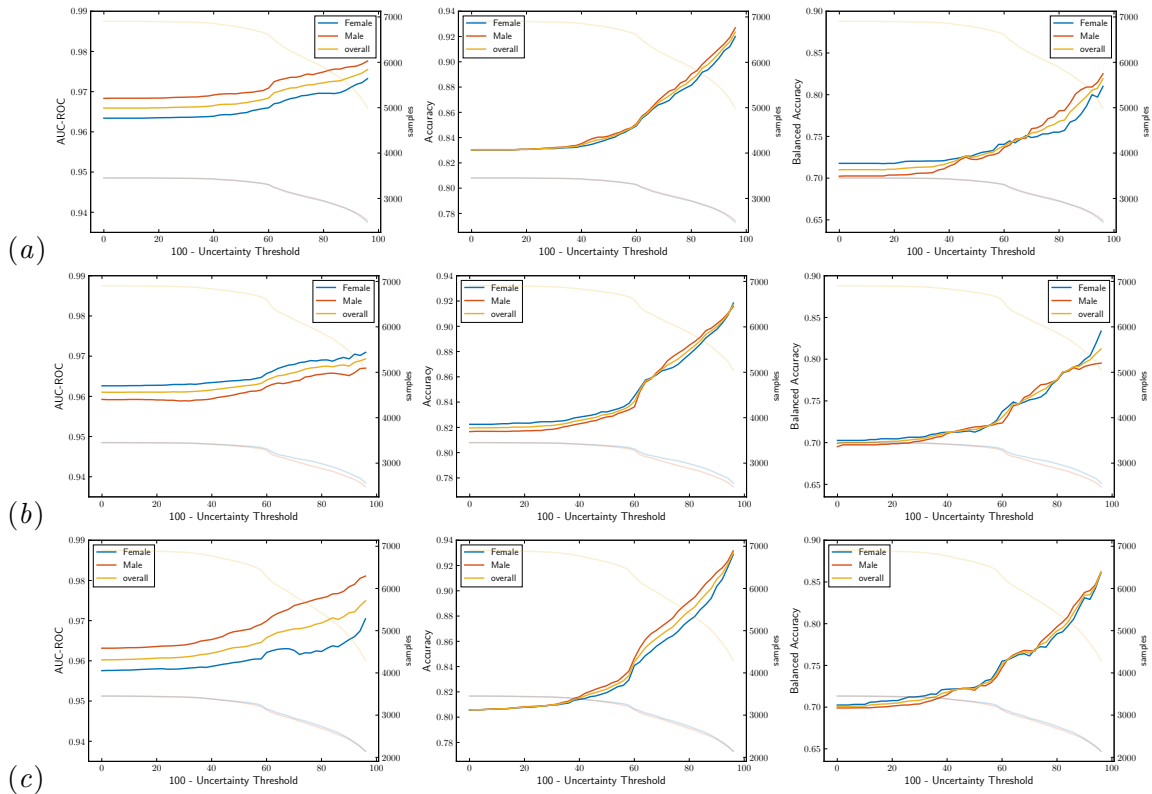 0.99
0.98
0.97
0.96
0.95
0.94
AUC-ROC
Female
Male
overall
7000
6000
5000
4000
3000
samples
0 20 40 60 80 100
100 - Uncertainty Threshold
0.94
0.92
0.90
0.88
0.86
0.84
0.82
0.80
0.78
Accuracy
Female
Male
overall
7000
6000
5000
4000
3000
samples
0 20 40 60 80 100
100 - Uncertainty Threshold
0.90
0.85
0.80
0.75
0.70
0.65
Balanced Accuracy
Female
Male
overall
7000
6000
5000
4000
3000
samples
0 20 40 60 80 100
100 - Uncertainty Threshold
(a)
0.99
0.98
0.97
0.96
0.95
0.94
AUC-ROC
Female
Male
overall
7000
6000
5000
4000
3000
samples
0 20 40 60 80 100
100 - Uncertainty Threshold
0.94
0.92
0.90
0.88
0.86
0.84
0.82
0.80
0.78
Accuracy
Female
Male
overall
7000
6000
5000
4000
3000
samples
0 20 40 60 80 100
100 - Uncertainty Threshold
0.90
0.85
0.80
0.75
0.70
0.65
Balanced Accuracy
Female
Male
overall
7000
6000
5000
4000
3000
samples
0 20 40 60 80 100
100 - Uncertainty Threshold
(b)
0.99
0.98
0.97
0.96
0.95
0.94
AUC-ROC
Female
Male
overall
7000
6000
5000
4000
3000
2000
samples
0 20 40 60 80 100
100 - Uncertainty Threshold
0.94
0.92
0.90
0.88
0.86
0.84
0.82
0.80
0.78
Accuracy
Female
Male
overall
7000
6000
5000
4000
3000
2000
samples
0 20 40 60 80 100
100 - Uncertainty Threshold
0.90
0.85
0.80
0.75
0.70
0.65
Balanced Accuracy
Female
Male
overall
7000
6000
5000
4000
3000
2000
samples
0 20 40 60 80 100
100 - Uncertainty Threshold
(c)